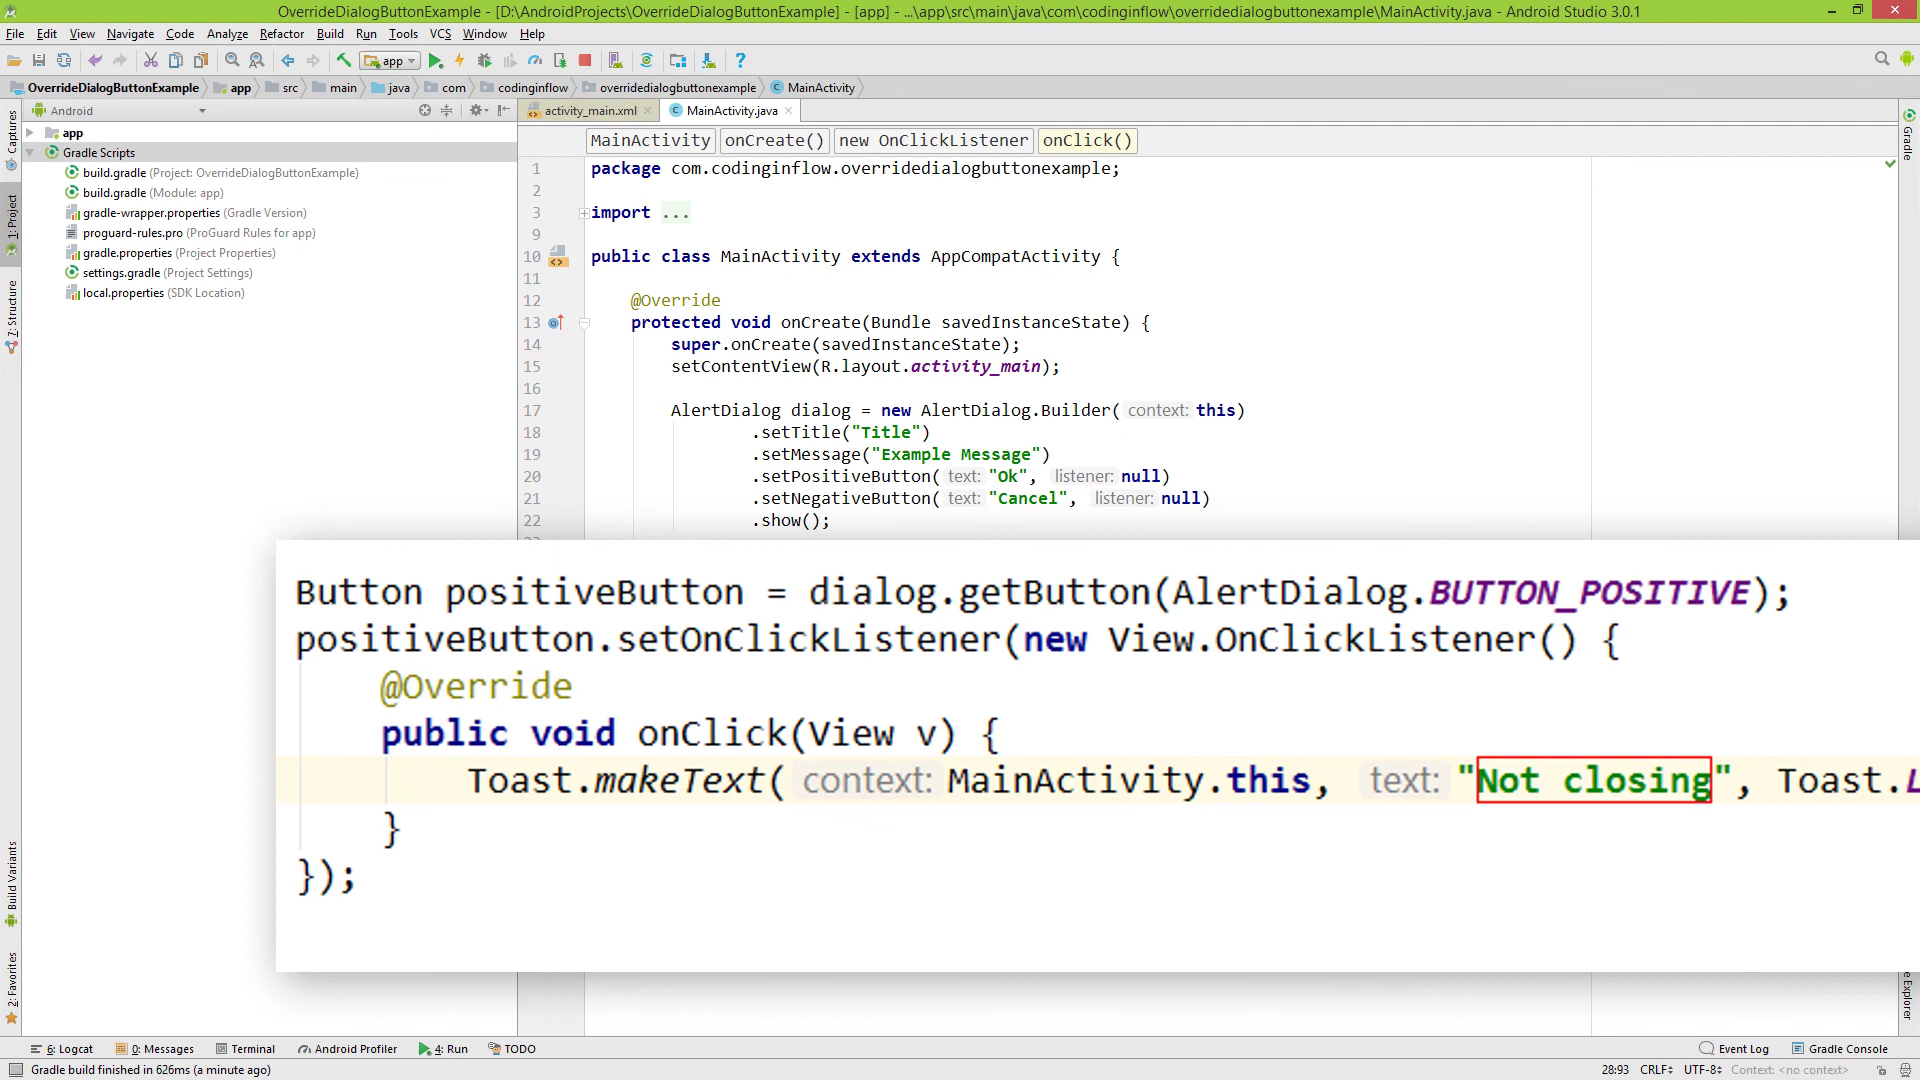 OverrideDialogButtonExample - [D:\AndroidProjects\OverrideDialogButtonExample] - [app] - ...\app\src\main\java\com\codinginflow\overridedialogbuttonexample\MainActivity.java - Android Studio 3.0.1
File Edit View Navigate Code Analyze Refactor Build Run Tools VCS Window Help
app
OverrideDialogButtonExample app src main java com codinginflow overridedialogbuttonexample MainActivity
Android
activity_main.xml MainActivity.java
MainActivity onCreate() new OnClickListener onClick()
app
Gradle Scripts
build.gradle (Project: OverrideDialogButtonExample)
build.gradle (Module: app)
gradle-wrapper.properties (Gradle Version)
proguard-rules.pro (ProGuard Rules for app)
gradle.properties (Project Properties)
settings.gradle (Project Settings)
local.properties (SDK Location)
Captures
1: Project
7: Structure
Build Variants
2: Favorites
1 package com.codinginflow.overridedialogbuttonexample;
2
3 import ...
9
10 public class MainActivity extends AppCompatActivity {
11
12 @Override
13 protected void onCreate(Bundle savedInstanceState) {
14 super.onCreate(savedInstanceState);
15 setContentView(R.layout.activity_main);
16
17 AlertDialog dialog = new AlertDialog.Builder( context: this)
18 .setTitle("Title")
19 .setMessage("Example Message")
20 .setPositiveButton( text: "Ok", listener: null)
21 .setNegativeButton( text: "Cancel", listener: null)
22 .show();
Button positiveButton = dialog.getButton(AlertDialog.BUTTON_POSITIVE);
positiveButton.setOnClickListener(new View.OnClickListener() {
@Override
public void onClick(View v) {
Toast.makeText( context: MainActivity.this, text: "Not closing", Toast.L
}
});
Gradle
e Explorer
6: Logcat 0: Messages Terminal Android Profiler 4: Run TODO Event Log Gradle Console
Gradle build finished in 626ms (a minute ago) 28:93 CRLF UTF-8 Context: <no context>